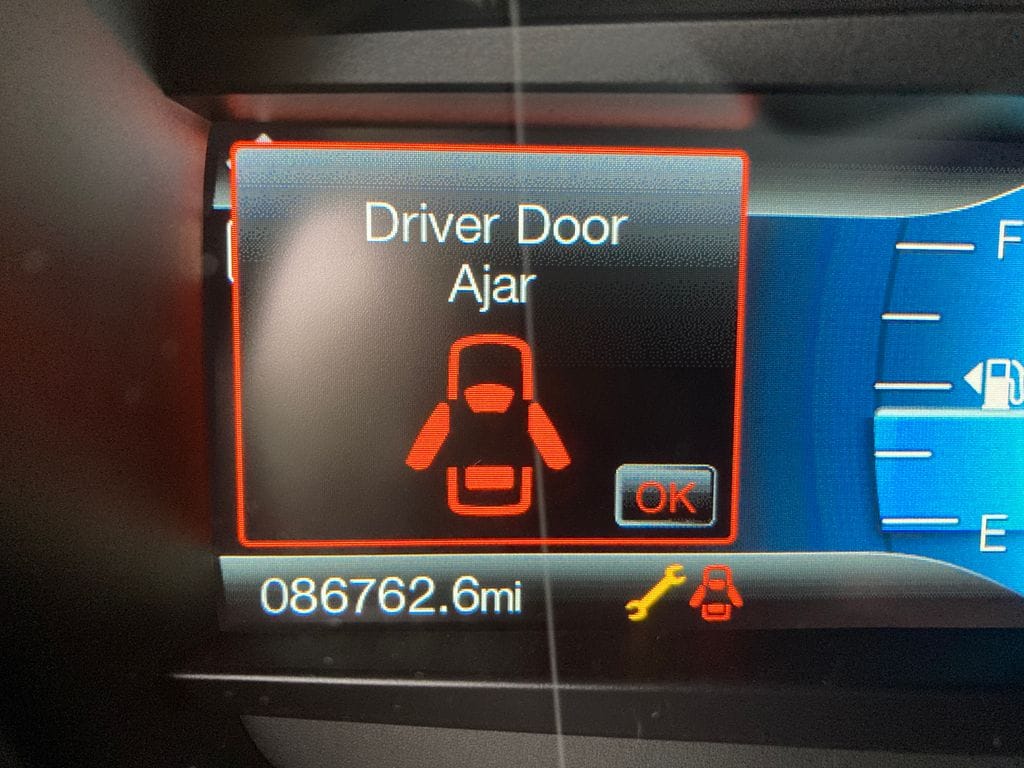 Driver Door
Ajar
OK
086762.6mi
F
E